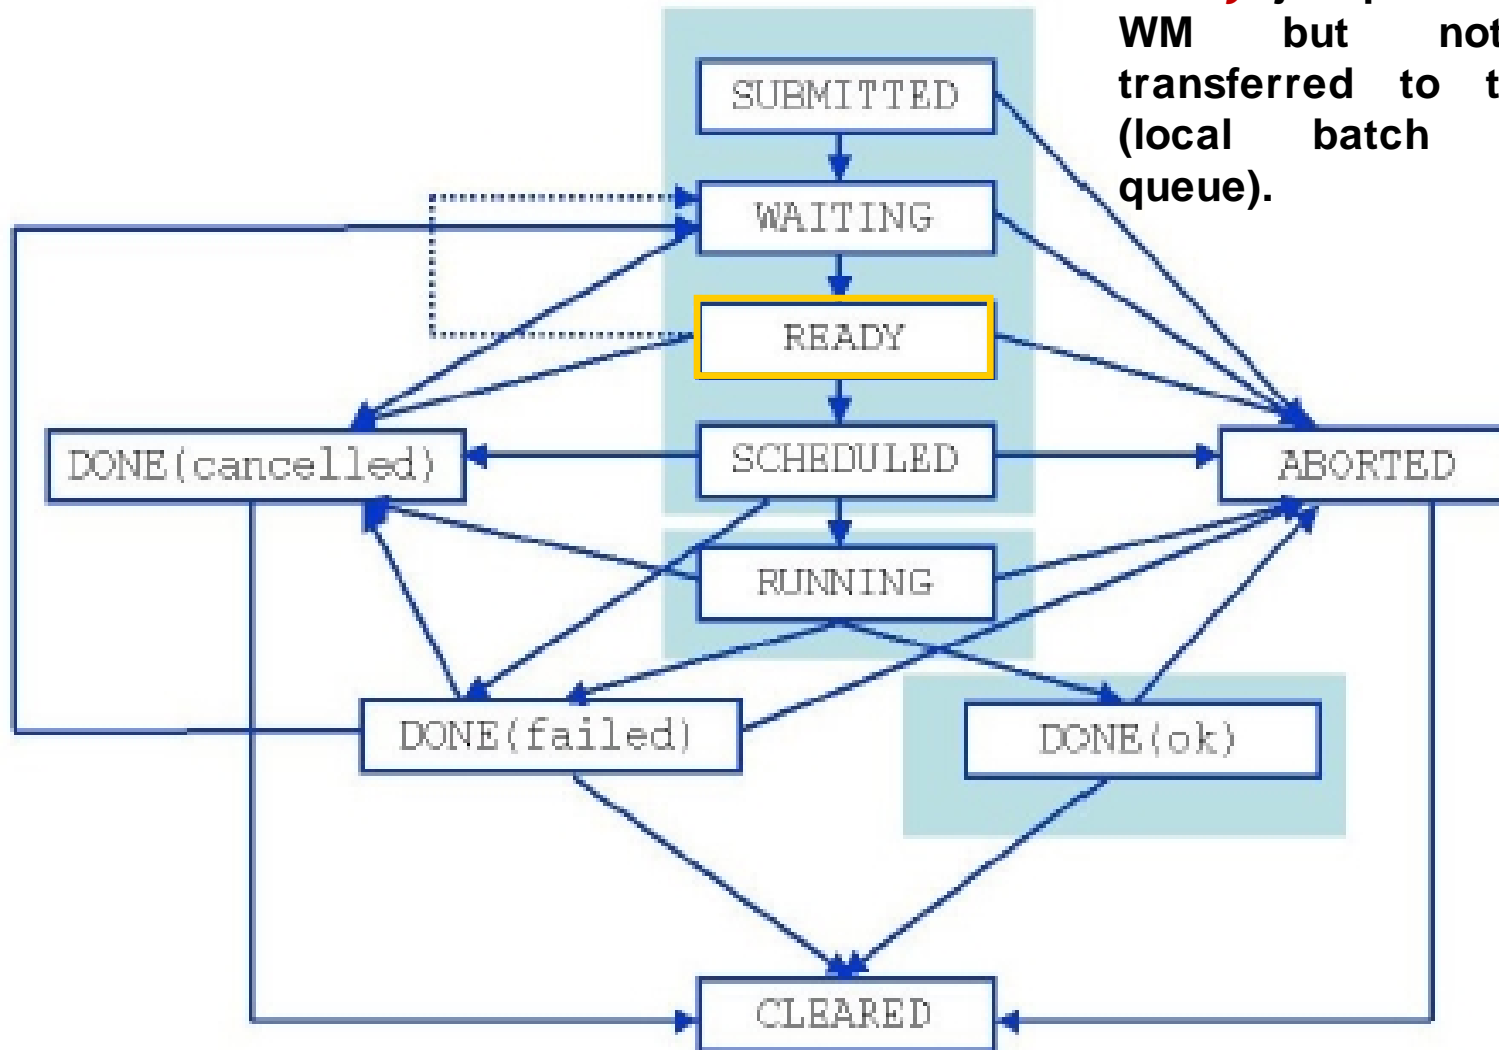 WM but not
transferred to
(local batch
queue).
SUBMITTED
WAITING
READY
SCHEDULED
DONE(cancelled)
ABORTED
RUNNING
DONE(failed)
DONE(ok)
CLEARED